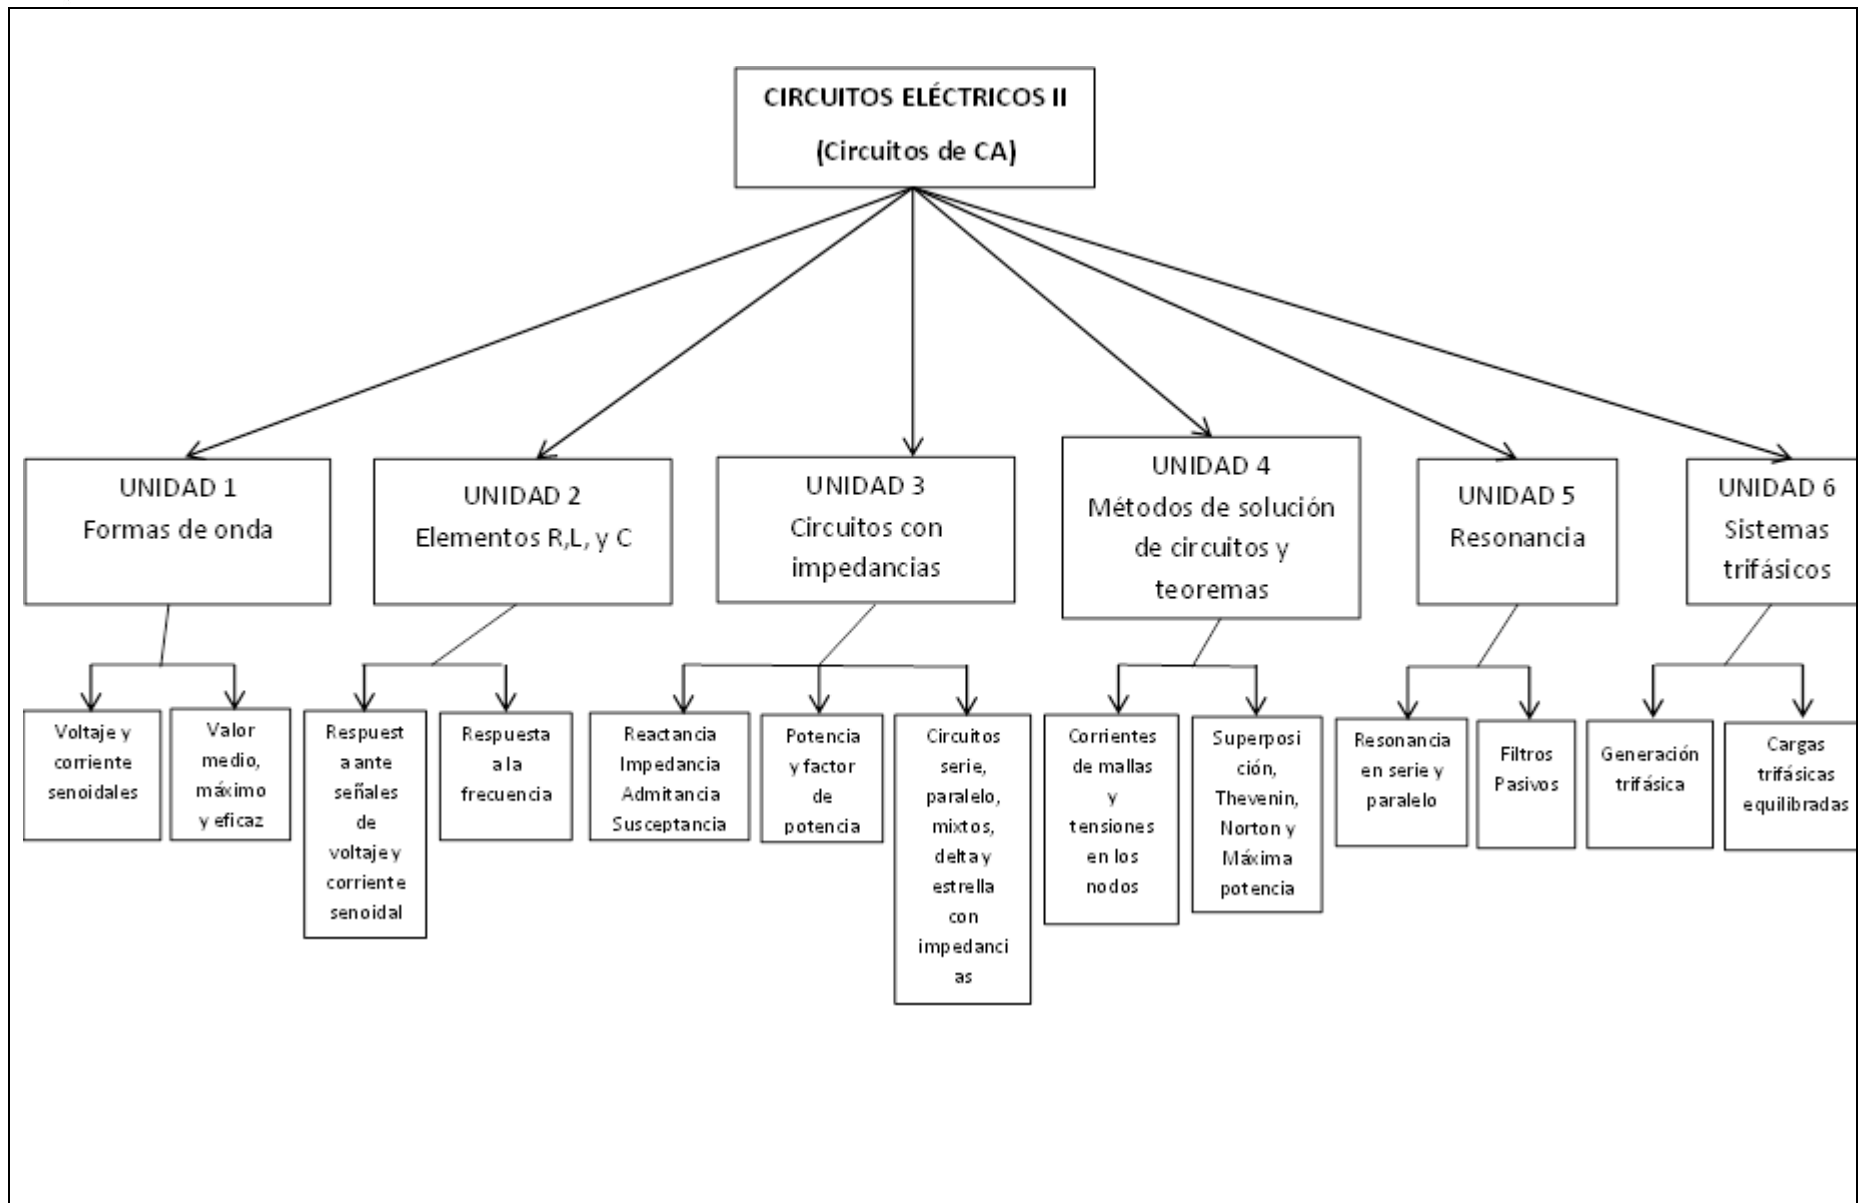 CIRCUITOS ELÉCTRICOS II
(Circuitos de CA)
UNIDAD 1
Formas de onda
UNIDAD 2
Elementos R,L, y C
UNIDAD 3
Circuitos con
impedancias
UNIDAD 4
Métodos de solución
de circuitos y
teoremas
UNIDAD 5
Resonancia
UNIDAD 6
Sistemas
trifásicos
Voltaje y
corriente
senoidales
Valor
medio,
máximo
y eficaz
Respuest
a ante
señales
de
voltaje y
corriente
senoidal
Respuesta
a la
frecuencia
Reactancia
Impedancia
Admitancia
Susceptancia
Potencia
y factor
de
potencia
Circuitos
serie,
paralelo,
mixtos,
delta y
estrella
con
impedanci
as
Corrientes
de mallas
y
tensiones
en los
nodos
Superposi
ción,
Thevenin,
Norton y
Máxima
potencia
Resonancia
en serie y
paralelo
Filtros
Pasivos
Generación
trifásica
Cargas
trifásicas
equilibradas